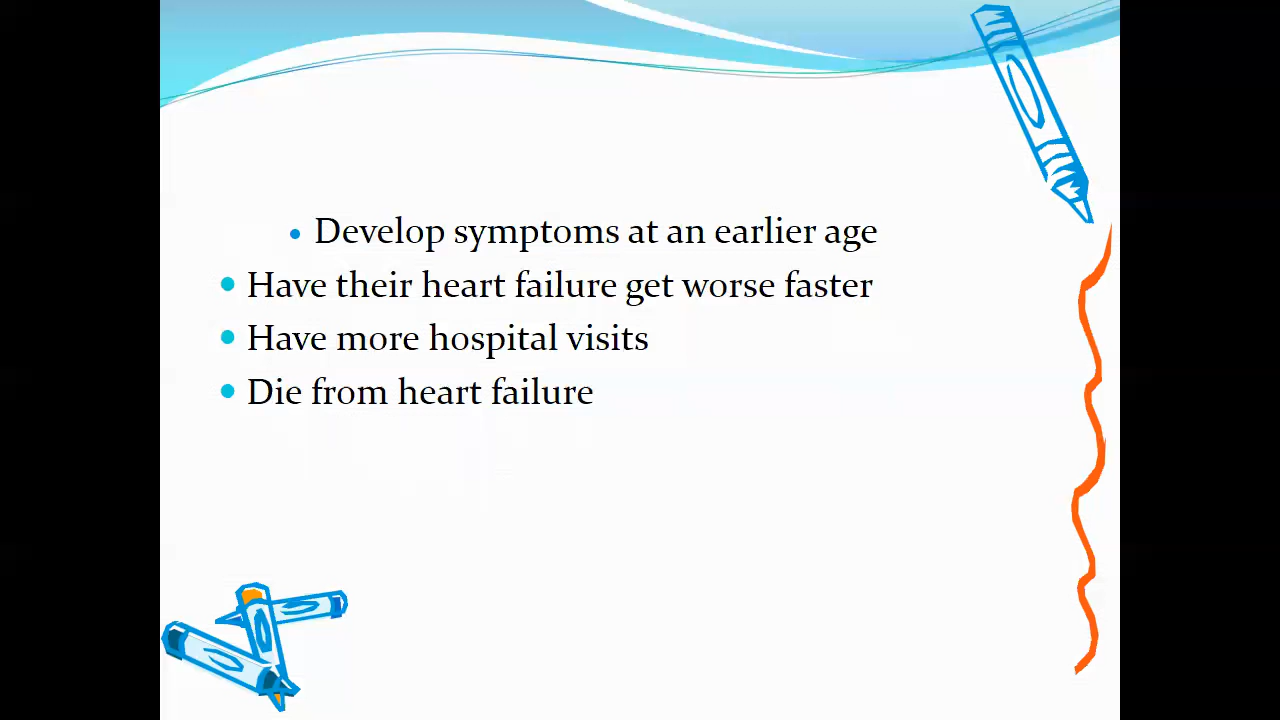 • Develop symptoms at an earlier age
• Have their heart failure get worse faster
• Have more hospital visits
• Die from heart failure